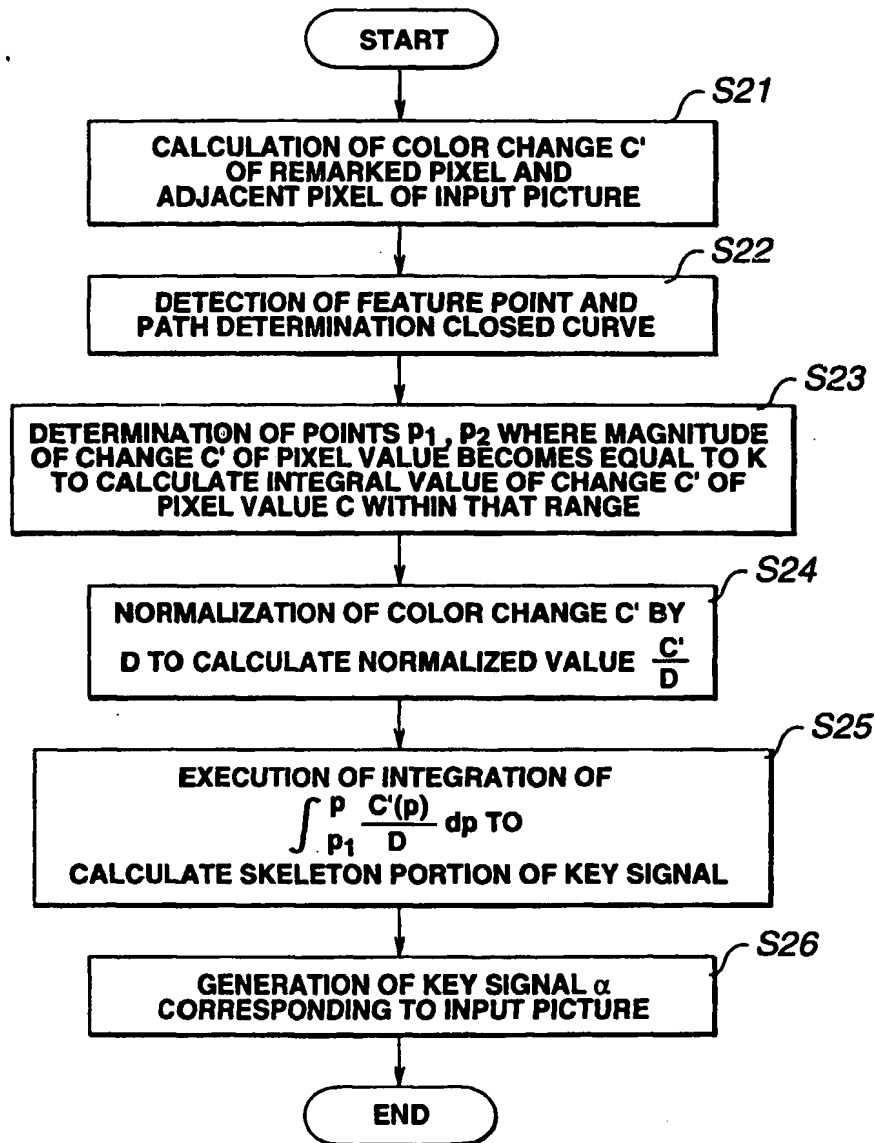 START
S21
CALCULATION OF COLOR CHANGE C'
OF REMARKED PIXEL AND
ADJACENT PIXEL OF INPUT PICTURE
S22
DETECTION OF FEATURE POINT AND
PATH DETERMINATION CLOSED CURVE
S23
DETERMINATION OF POINTS P1, P2 WHERE MAGNITUDE
OF CHANGE C' OF PIXEL VALUE BECOMES EQUAL TO K
TO CALCULATE INTEGRAL VALUE OF CHANGE C' OF
PIXEL VALUE C WITHIN THAT RANGE
S24
NORMALIZATION OF COLOR CHANGE C' BY
D TO CALCULATE NORMALIZED VALUE C'/D
S25
EXECUTION OF INTEGRATION OF
∫ p p1 C'(p)/D dp TO
CALCULATE SKELETON PORTION OF KEY SIGNAL
S26
GENERATION OF KEY SIGNAL α
CORRESPONDING TO INPUT PICTURE
END